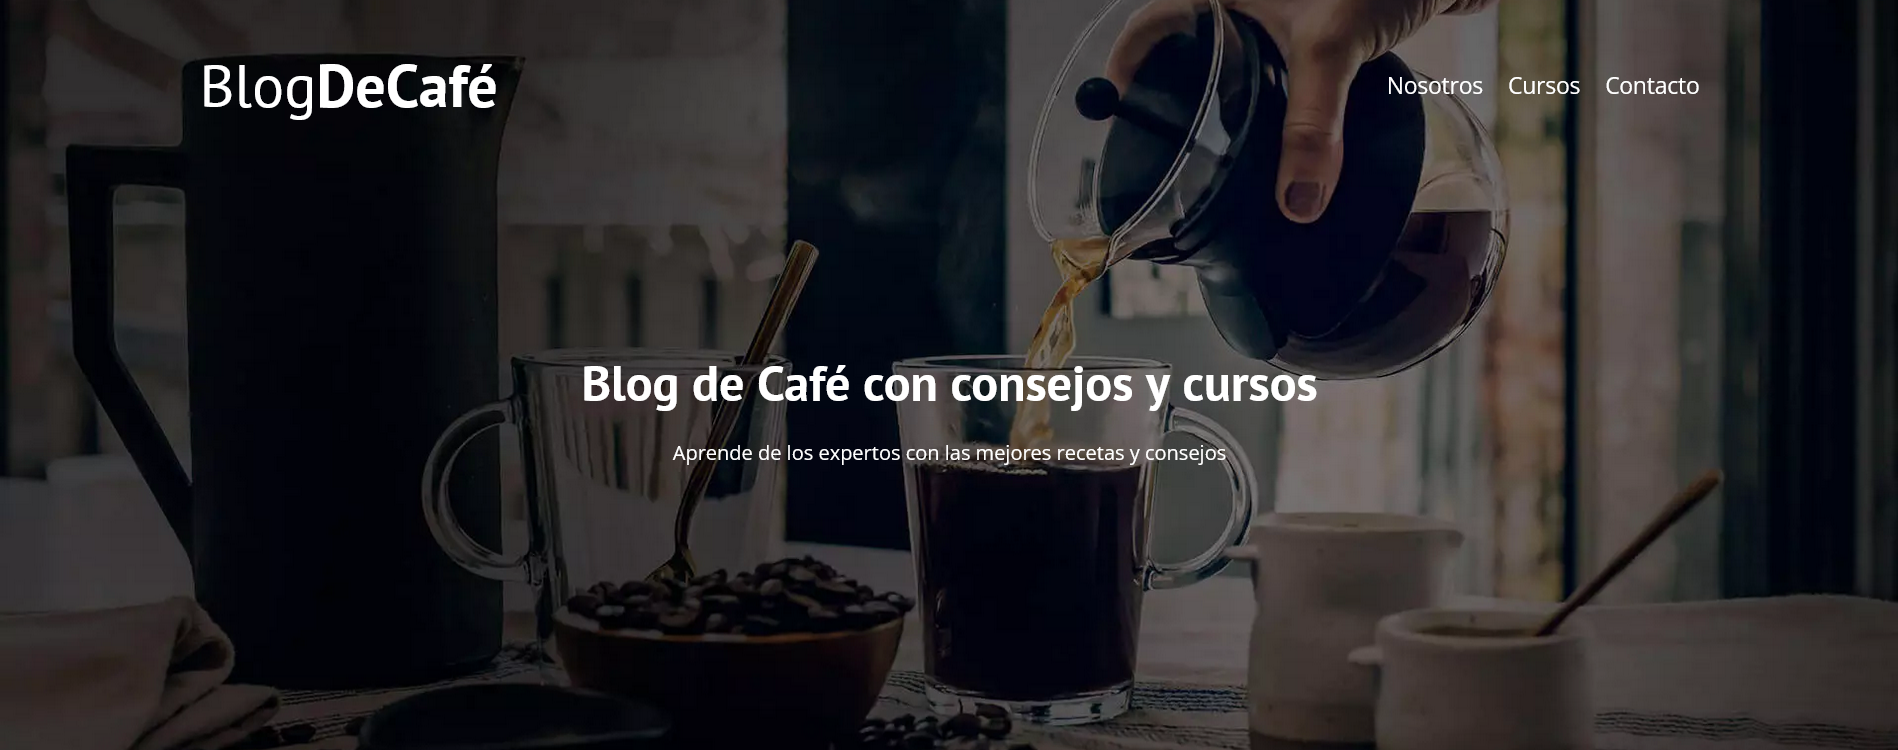 BlogDeCafé
Nosotros Cursos Contacto
Blog de Café con consejos y cursos
Aprende de los expertos con las mejores recetas y consejos